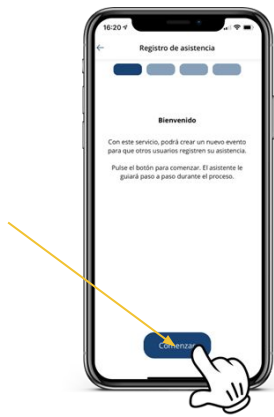 16:20
Registro de asistencia
Bienvenido
Con este servicio, podrá crear un nuevo evento
para que otros usuarios registren su asistencia.
Pulse el botón para comenzar. El asistente le
guiará paso a paso durante el proceso.
Comenzar